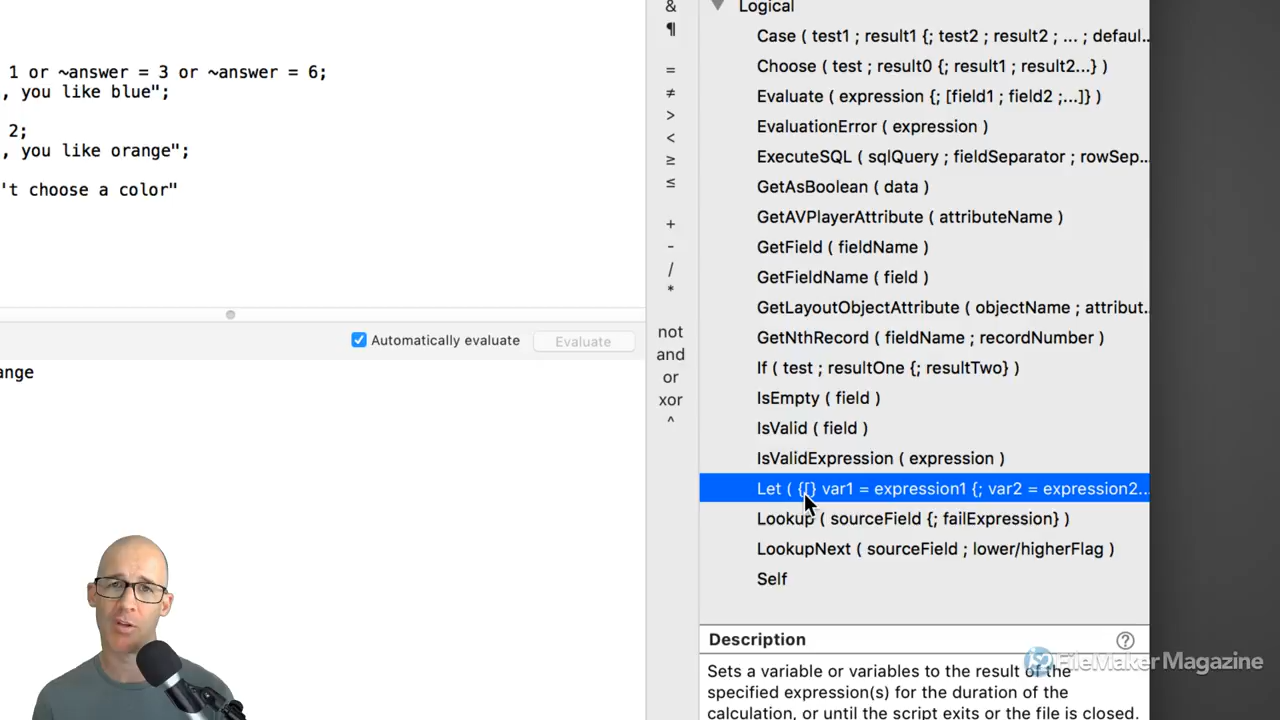 1 or ~answer = 3 or ~answer = 6;
, you like blue";
2;
, you like orange";
't choose a color"
Automatically evaluate
Evaluate
ange
&
¶
=
≠
>
<
≥
≤
+
-
/
*
not
and
or
xor
^
Logical
Case ( test1 ; result1 {; test2 ; result2 ; ... ; defaul...
Choose ( test ; result0 {; result1 ; result2...} )
Evaluate ( expression {; [field1 ; field2 ;...]} )
EvaluationError ( expression )
ExecuteSQL ( sqlQuery ; fieldSeparator ; rowSep...
GetAsBoolean ( data )
GetAVPlayerAttribute ( attributeName )
GetField ( fieldName )
GetFieldName ( field )
GetLayoutObjectAttribute ( objectName ; attribut...
GetNthRecord ( fieldName ; recordNumber )
If ( test ; resultOne {; resultTwo} )
IsEmpty ( field )
IsValid ( field )
IsValidExpression ( expression )
Let ( {[} var1 = expression1 {; var2 = expression2...
Lookup ( sourceField {; failExpression} )
LookupNext ( sourceField ; lower/higherFlag )
Self
Description
?
FileMaker Magazine
Sets a variable or variables to the result of the
specified expression(s) for the duration of the
calculation, or until the script exits or the file is closed.